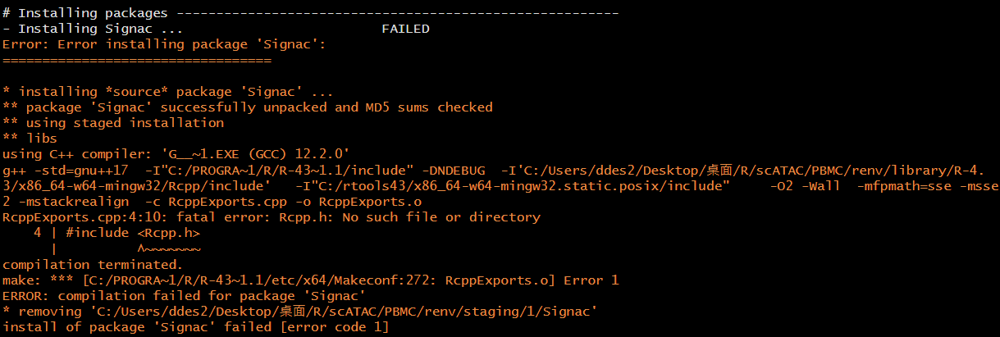 # Installing packages -------------------------------------------------------
- Installing Signac ...                         FAILED
Error: Error installing package 'Signac':
==================================
* installing *source* package 'Signac' ...
** package 'Signac' successfully unpacked and MD5 sums checked
** using staged installation
** libs
using C++ compiler: 'G__~1.EXE (GCC) 12.2.0'
g++ -std=gnu++17  -I"C:/PROGRA~1/R/R-43~1.1/include" -DNDEBUG  -I'C:/Users/ddes2/Desktop/桌面/R/scATAC/PBMC/renv/library/R-4.
3/x86_64-w64-mingw32/Rcpp/include'   -I"C:/rtools43/x86_64-w64-mingw32.static.posix/include"     -O2 -Wall  -mfpmath=sse -msse
2 -mstackrealign  -c RcppExports.cpp -o RcppExports.o
RcppExports.cpp:4:10: fatal error: Rcpp.h: No such file or directory
    4 | #include <Rcpp.h>
      |          ^~~~~~~~
compilation terminated.
make: *** [C:/PROGRA~1/R/R-43~1.1/etc/x64/Makeconf:272: RcppExports.o] Error 1
ERROR: compilation failed for package 'Signac'
* removing 'C:/Users/ddes2/Desktop/桌面/R/scATAC/PBMC/renv/staging/1/Signac'
install of package 'Signac' failed [error code 1]